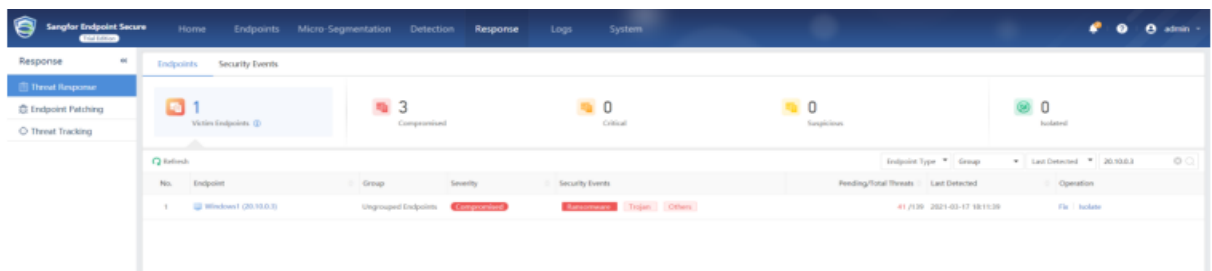 Sangfor Endpoint Secure
Trial Edition
Home Endpoints Micro-Segmentation Detection Response Logs System
admin
Response
Threat Response
Endpoint Patching
Threat Tracking
Endpoints Security Events
1
Victim Endpoints
3
Compromised
0
Critical
0
Suspicious
0
Isolated
Refresh
Endpoint Type Group Last Detected 20.10.0.3
No. Endpoint Group Severity Security Events Pending/Total Threats Last Detected Operation
1 Windows1 (20.10.0.3) Ungrouped Endpoints Compromised Ransomware Trojan Others 41 /139 2021-03-17 18:11:39 Fix Isolate